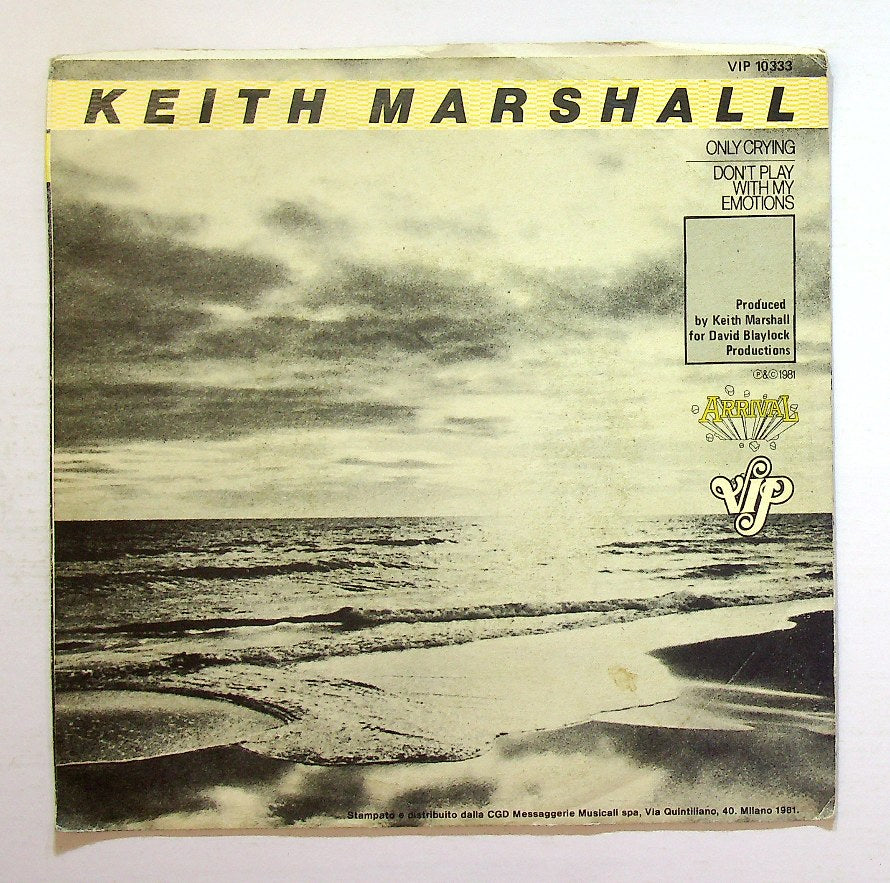 VIP 10333
KEITH MARSHALL
ONLY CRYING
DON'T PLAY
WITH MY
EMOTIONS
Produced
by Keith Marshall
for David Blaylock
Productions
℗&©1981
ARRIVAL
VIP
Stampato e distribuito dalla CGD Messaggerie Musicali spa, Via Quintiliano, 40. Milano 1981.